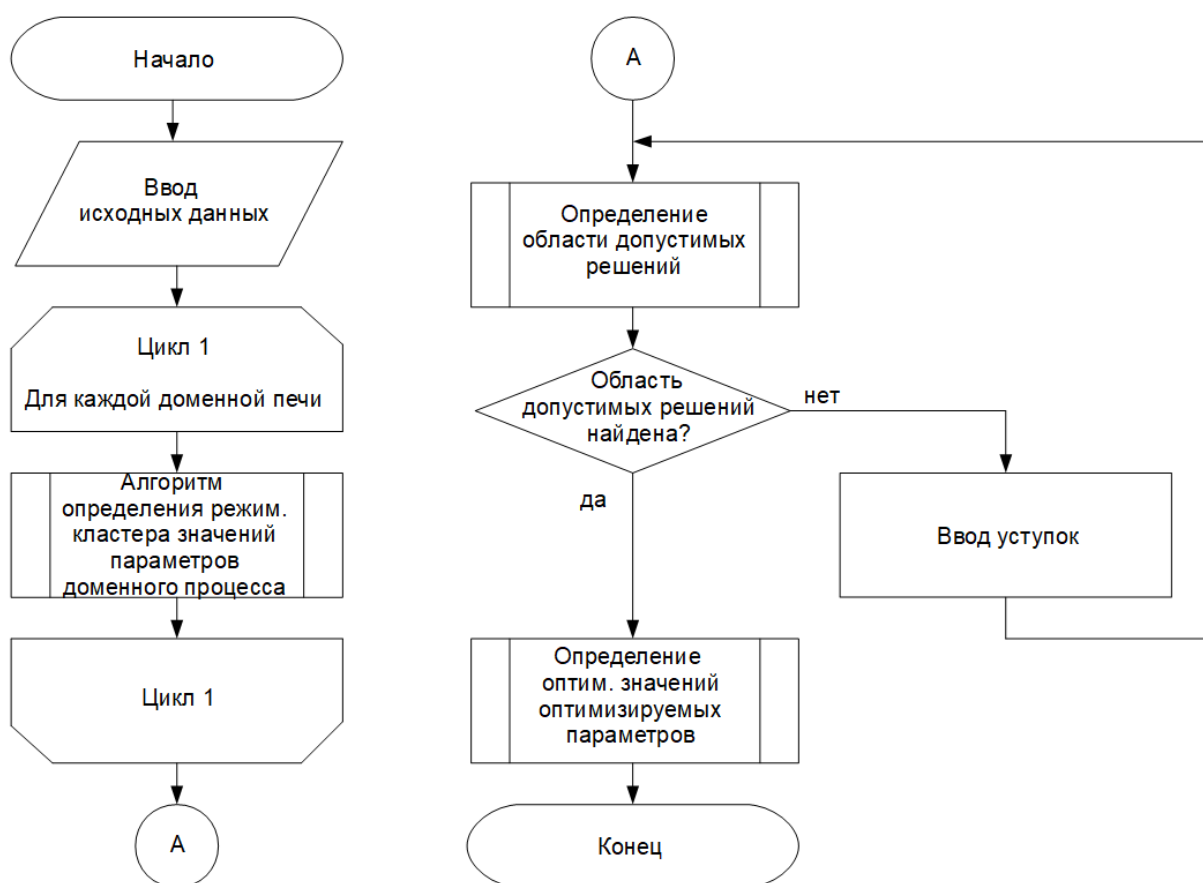 Начало
Ввод
исходных данных
Цикл 1
Для каждой доменной печи
Алгоритм
определения режим.
кластера значений
параметров
доменного процесса
Цикл 1
А
А
Определение
области допустимых
решений
Область
допустимых решений
найдена?
нет
да
Ввод уступок
Определение
оптим. значений
оптимизируемых
параметров
Конец